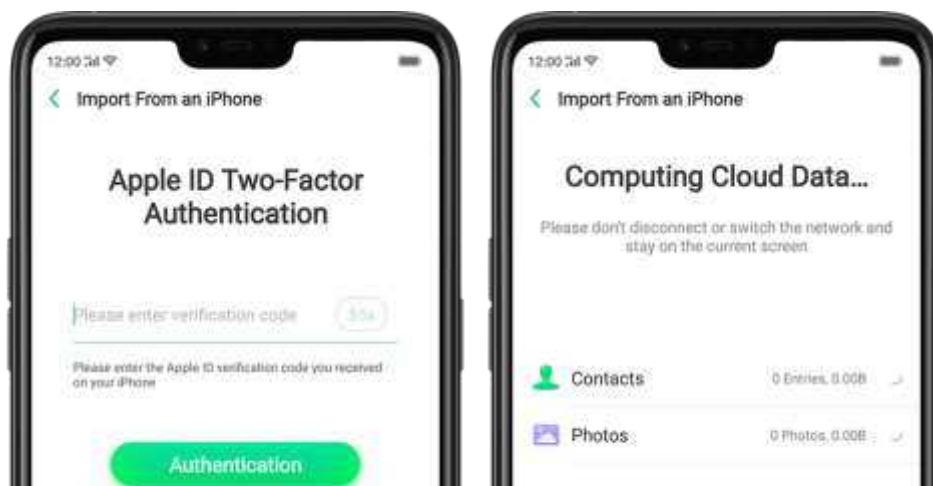 12:00
Import From an iPhone
Apple ID Two-Factor
Authentication
Please enter verification code
Please enter the Apple ID verification code you received
on your iPhone
Authentication
12:00
Import From an iPhone
Computing Cloud Data...
Please don't disconnect or switch the network and
stay on the current screen
Contacts 0 Entries, 0.00B
Photos 0 Photos, 0.00B